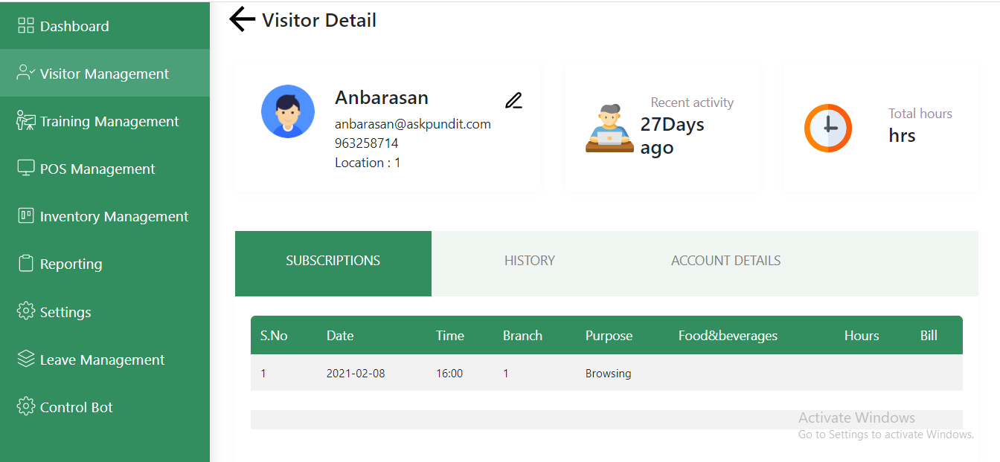 Dashboard
Visitor Management
Training Management
POS Management
Inventory Management
Reporting
Settings
Leave Management
Control Bot
Visitor Detail
Anbarasan
anbarasan@askpundit.com
963258714
Location : 1
Recent activity
27Days
ago
Total hours
hrs
SUBSCRIPTIONS HISTORY ACCOUNT DETAILS
S.No Date Time Branch Purpose Food&beverages Hours Bill
1 2021-02-08 16:00 1 Browsing
Activate Windows
Go to Settings to activate Windows.